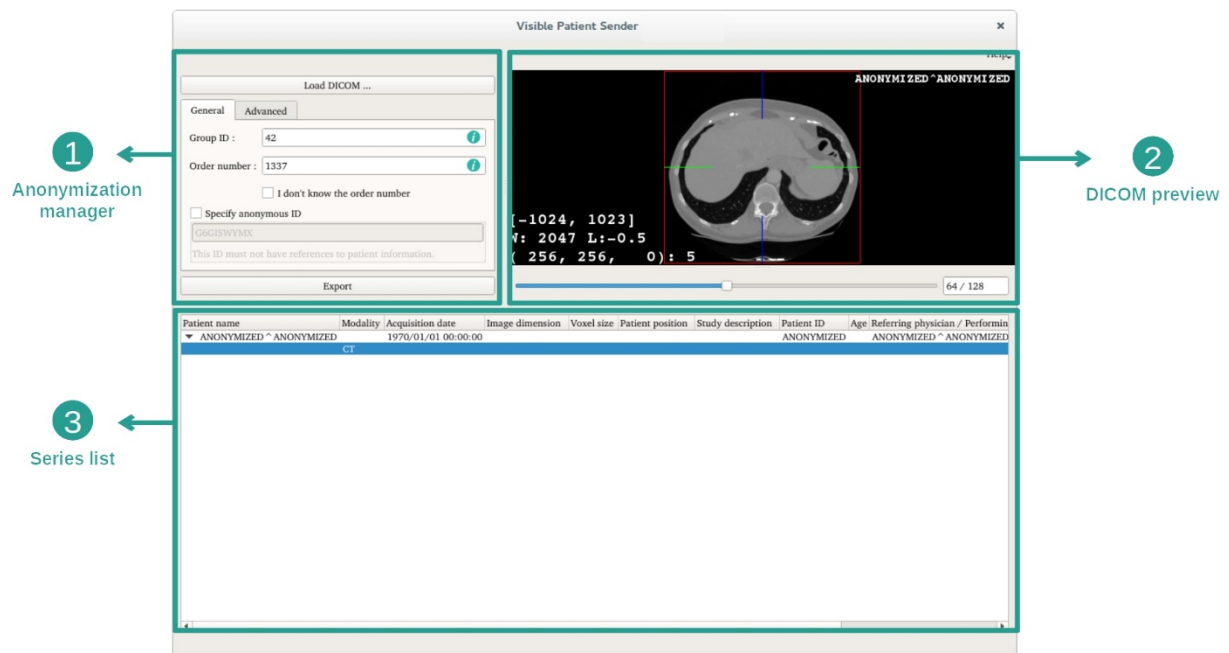 Visible Patient Sender
×
Load DICOM ...
General Advanced
Group ID : 42
Order number : 1337
I don't know the order number
Specify anonymous ID
G6GISWYMX
This ID must not have references to patient information.
Export
1
Anonymization
manager
ANONYMIZED^ANONYMIZED
[-1024, 1023]
W: 2047 L:-0.5
( 256, 256, 0): 5
64 / 128
2
DICOM preview
Patient name Modality Acquisition date Image dimension Voxel size Patient position Study description Patient ID Age Referring physician / Performin
ANONYMIZED ^ ANONYMIZED 1970/01/01 00:00:00 ANONYMIZED ANONYMIZED ^ ANONYMIZED
CT
3
Series list